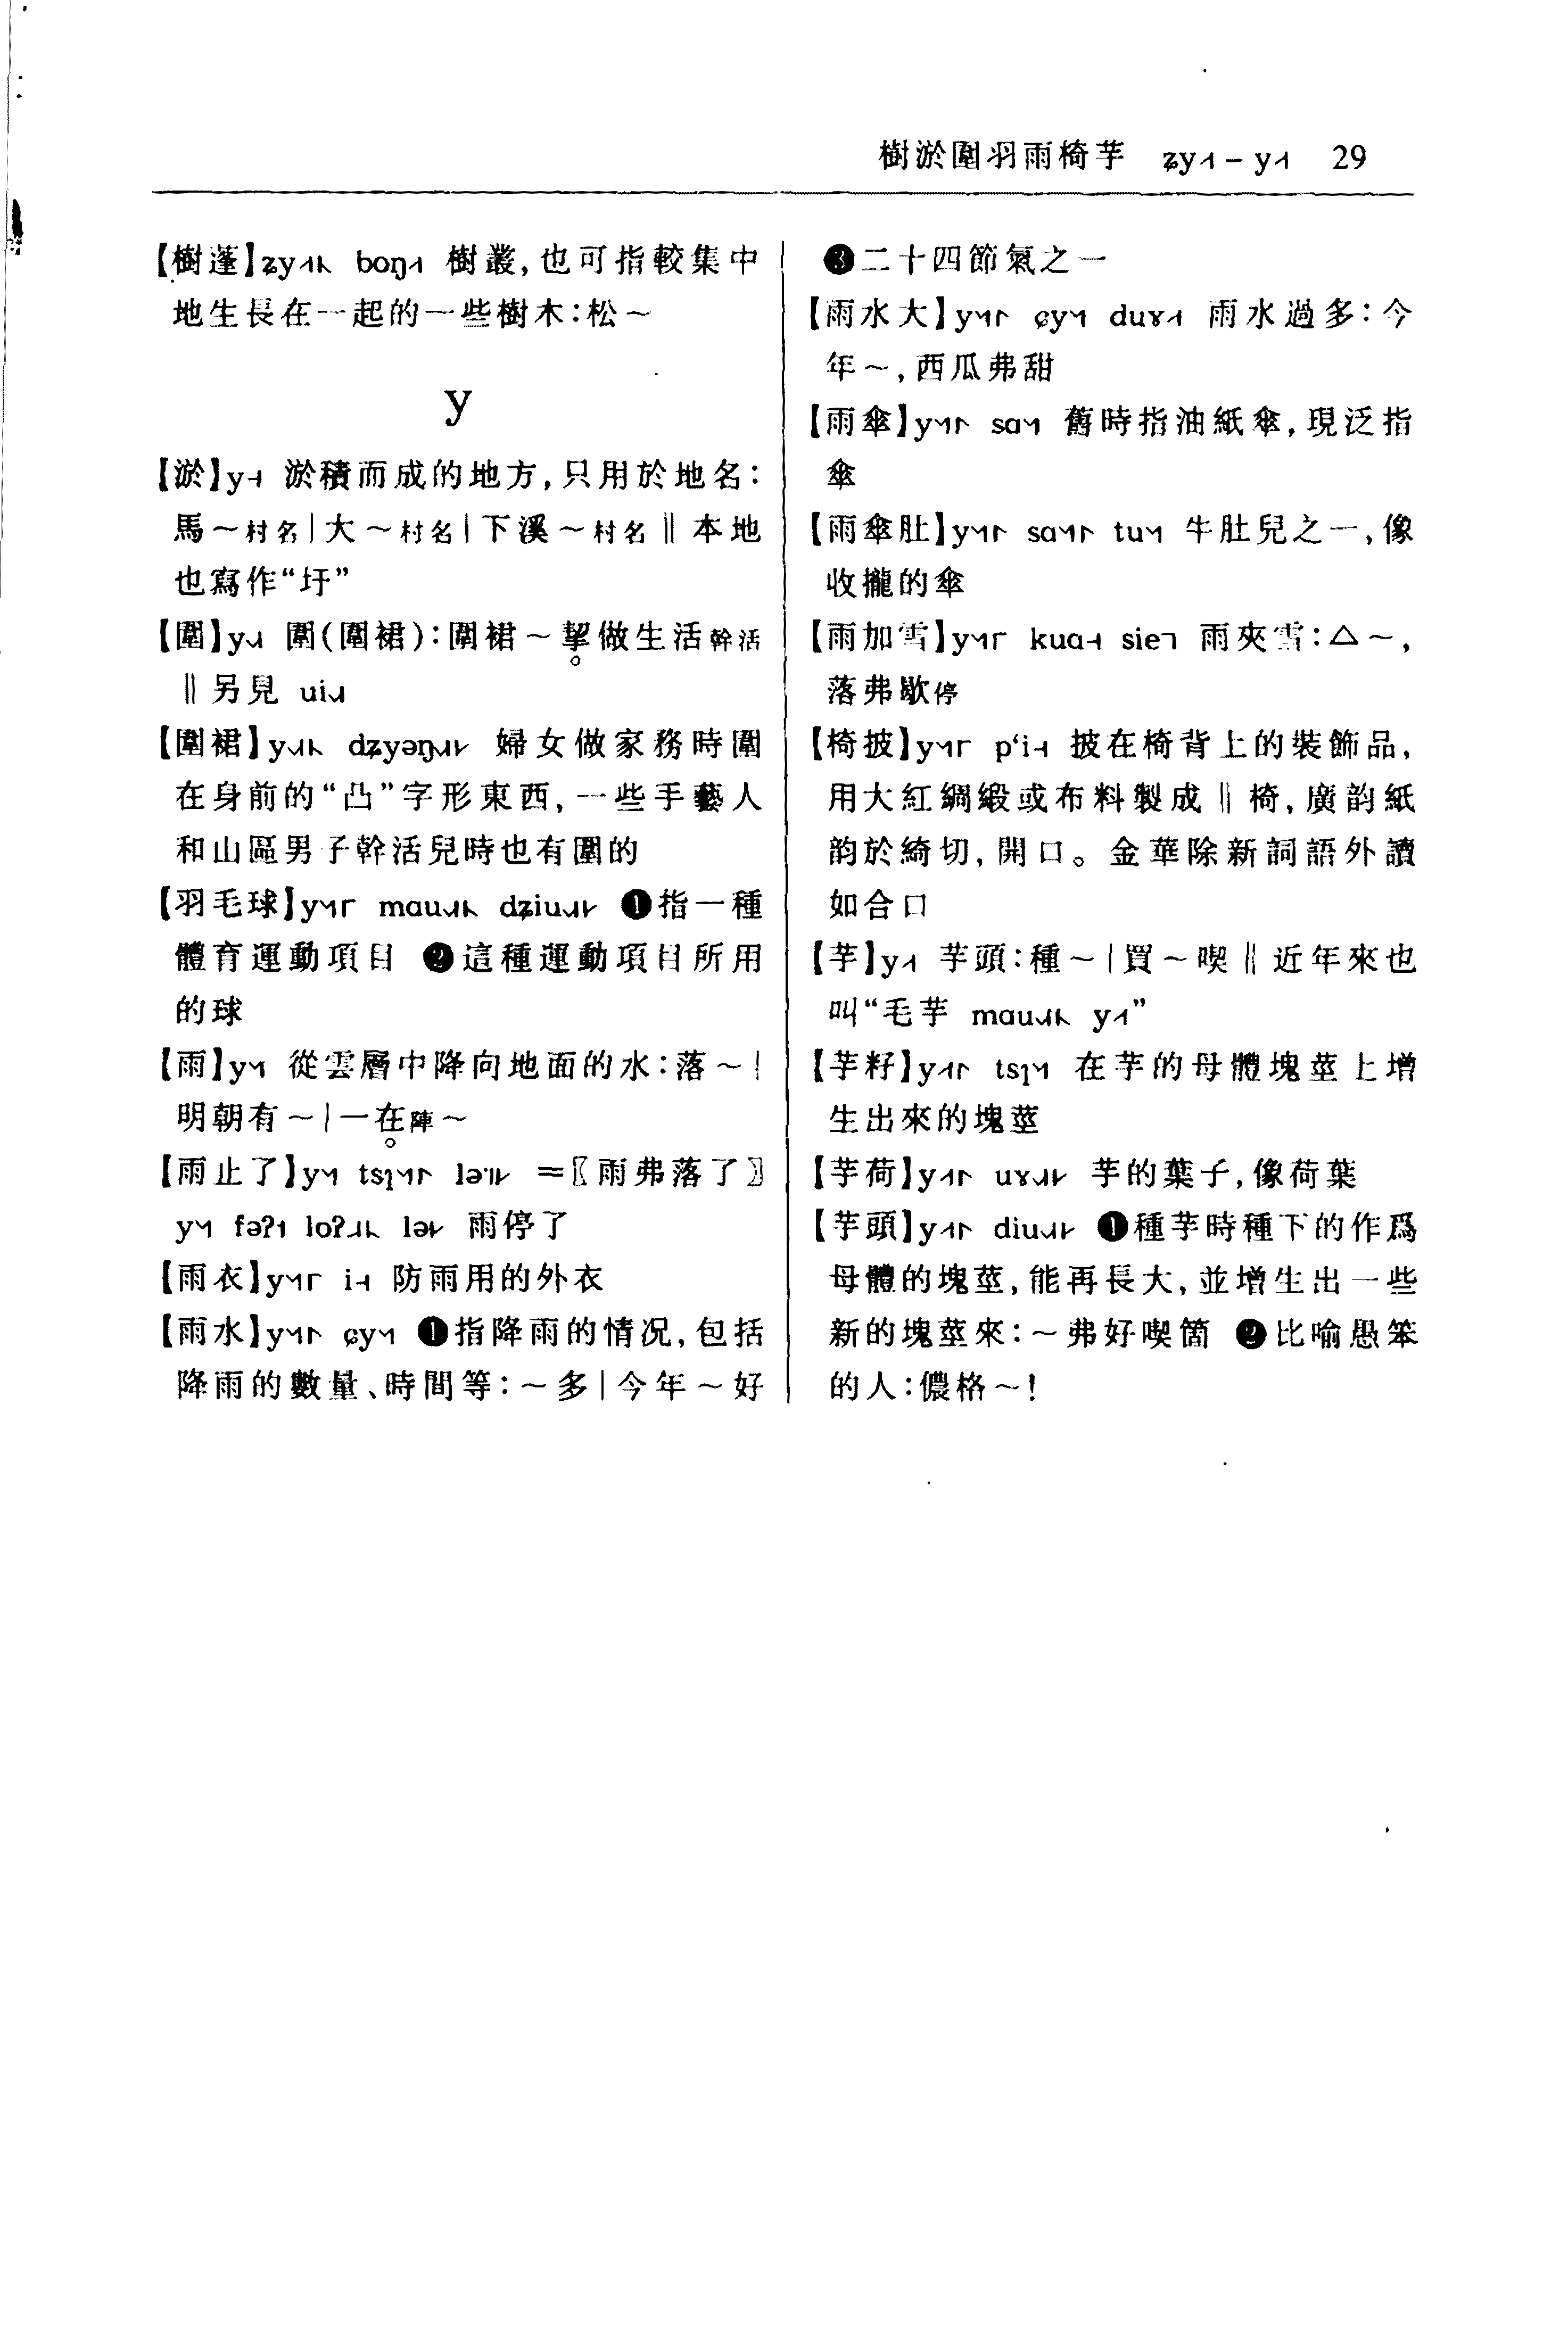 樹淤圍羽雨椅芋 ʑy˩˦ – y˩˦ 29
【樹蓬】ʑy˩˦꜔꜖ boŋ˩˦ 樹叢,也可指較集中
地生長在一起的一些樹木:松～
y
【淤】y˧˧˦ 淤積而成的地方,只用於地名:
馬～村名|大～村名|下溪～村名‖本地
也寫作“圩”
【圍】y˧˩˧ 圍(圍裙):圍裙～挈做生活幹活
‖另見 ui˧˩˧
【圍裙】y˧˩˧꜔꜖ dʑyəŋ˧˩˧꜖꜓ 婦女做家務時圍
在身前的“凸”字形東西,一些手藝人
和山區男子幹活兒時也有圍的
【羽毛球】y˥˧˥꜒ mɑu˧˩˧꜔꜖ dʑiu˧˩˧꜖꜓ ❶指一種
體育運動項目 ❷這種運動項目所用
的球
【雨】y˥˧˥ 從雲層中降向地面的水:落～|
明朝有～|一在陣～
【雨止了】y˥˧˥ tsɿ˥˧˥꜒꜔ lə꜖꜓ =〖雨弗落了〗
y˥˧˥ fəʔ˦ loʔ˨˩˨꜔꜖ lə꜖꜓ 雨停了
【雨衣】y˥˧˥꜒ i˧˧˦ 防雨用的外衣
【雨水】y˥˧˥꜒꜔ ɕy˥˧˥ ❶指降雨的情况,包括
降雨的數量、時間等:～多|今年～好
❸二十四節氣之一
【雨水大】y˥˧˥꜒꜔ ɕy˥˧˥ duɤ˩˦ 雨水過多:今
年～,西瓜弗甜
【雨傘】y˥˧˥꜒꜔ sɑ˥˧˥ 舊時指油紙傘,現泛指
傘
【雨傘肚】y˥˧˥꜒꜔ sɑ˥˧˥꜒꜔ tu˥˧˥ 牛肚兒之一,像
收攏的傘
【雨加雪】y˥˧˥꜒ kuɑ˧˧˦ sie˥ 雨夾雪:△～,
落弗歇停
【椅披】y˥˧˥꜒ pʻi˧˧˦ 披在椅背上的裝飾品,
用大紅綢緞或布料製成‖椅,廣韵紙
韵於綺切,開口。金華除新詞語外讀
如合口
【芋】y˩˦ 芋頭:種～|買～喫‖近年來也
叫“毛芋 mɑu˧˩˧꜔꜖ y˩˦”
【芋籽】y˩˦꜒꜔ tsɿ˥˧˥ 在芋的母體塊莖上增
生出來的塊莖
【芋荷】y˩˦꜒꜔ uɤ˧˩˧꜖꜓ 芋的葉子,像荷葉
【芋頭】y˩˦꜒꜔ diu˧˩˧꜖꜓ ❶種芋時種下的作爲
母體的塊莖,能再長大,並增生出一些
新的塊莖來:～弗好喫箇 ❷比喻愚笨
的人:儂格～!